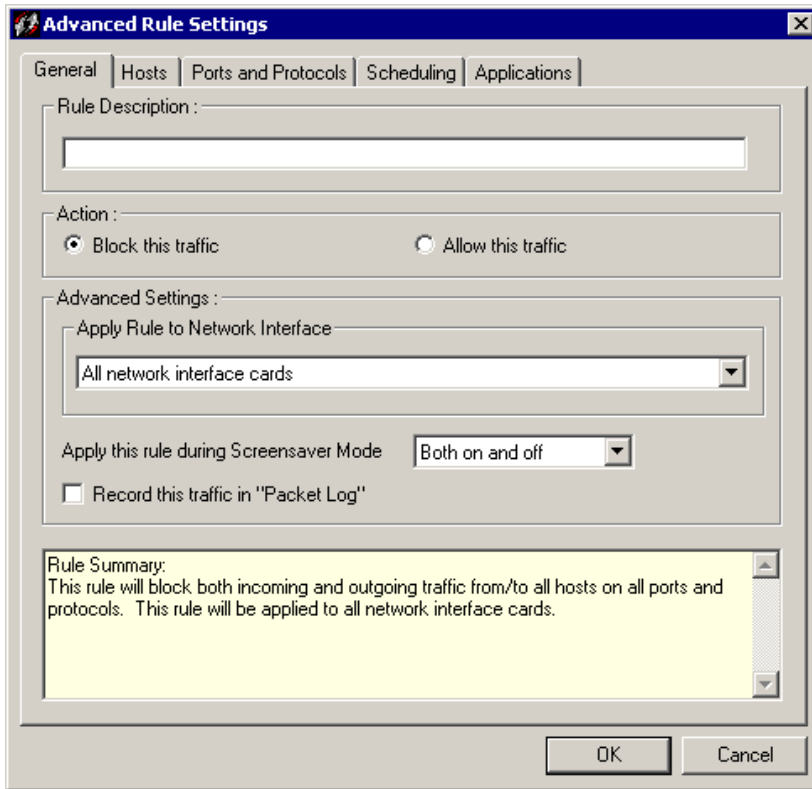 Advanced Rule Settings
General Hosts Ports and Protocols Scheduling Applications
Rule Description :
Action :
Block this traffic Allow this traffic
Advanced Settings :
Apply Rule to Network Interface
All network interface cards
Apply this rule during Screensaver Mode Both on and off
Record this traffic in "Packet Log"
Rule Summary:
This rule will block both incoming and outgoing traffic from/to all hosts on all ports and
protocols. This rule will be applied to all network interface cards.
OK Cancel